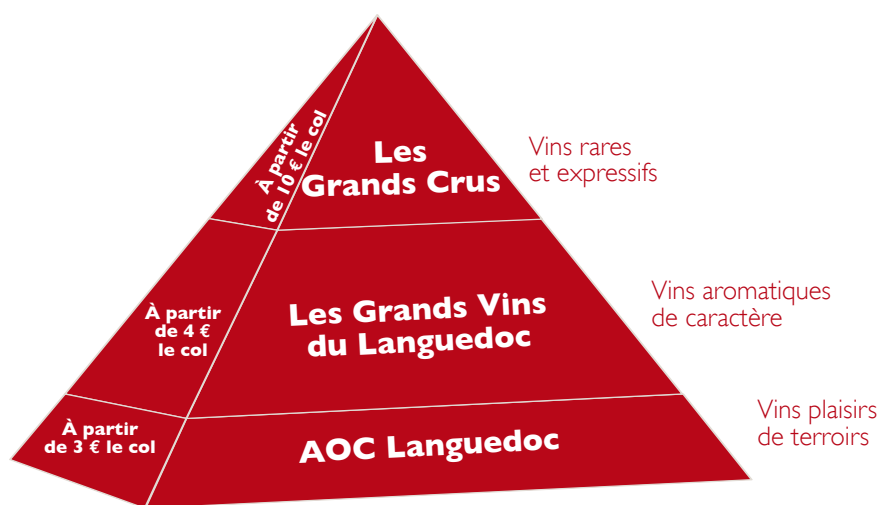 À partir
de 10 € le col
Les
Grands Crus
Vins rares
et expressifs
À partir
de 4 €
le col
Les Grands Vins
du Languedoc
Vins aromatiques
de caractère
À partir
de 3 € le col
AOC Languedoc
Vins plaisirs
de terroirs